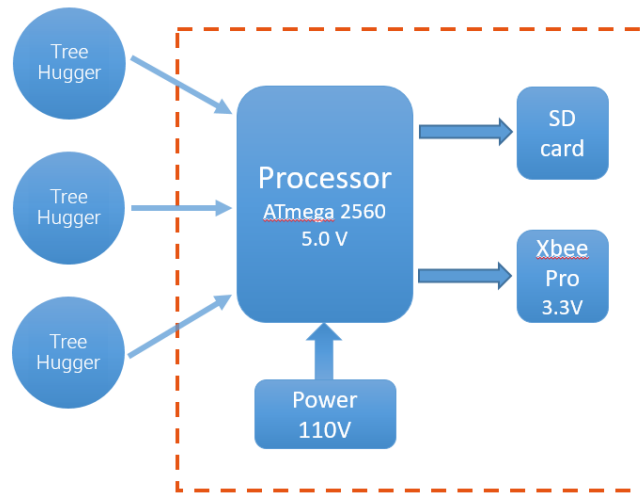 Tree
Hugger
Tree
Hugger
Tree
Hugger
Processor
ATmega 2560
5.0 V
SD
card
Xbee
Pro
3.3V
Power
110V